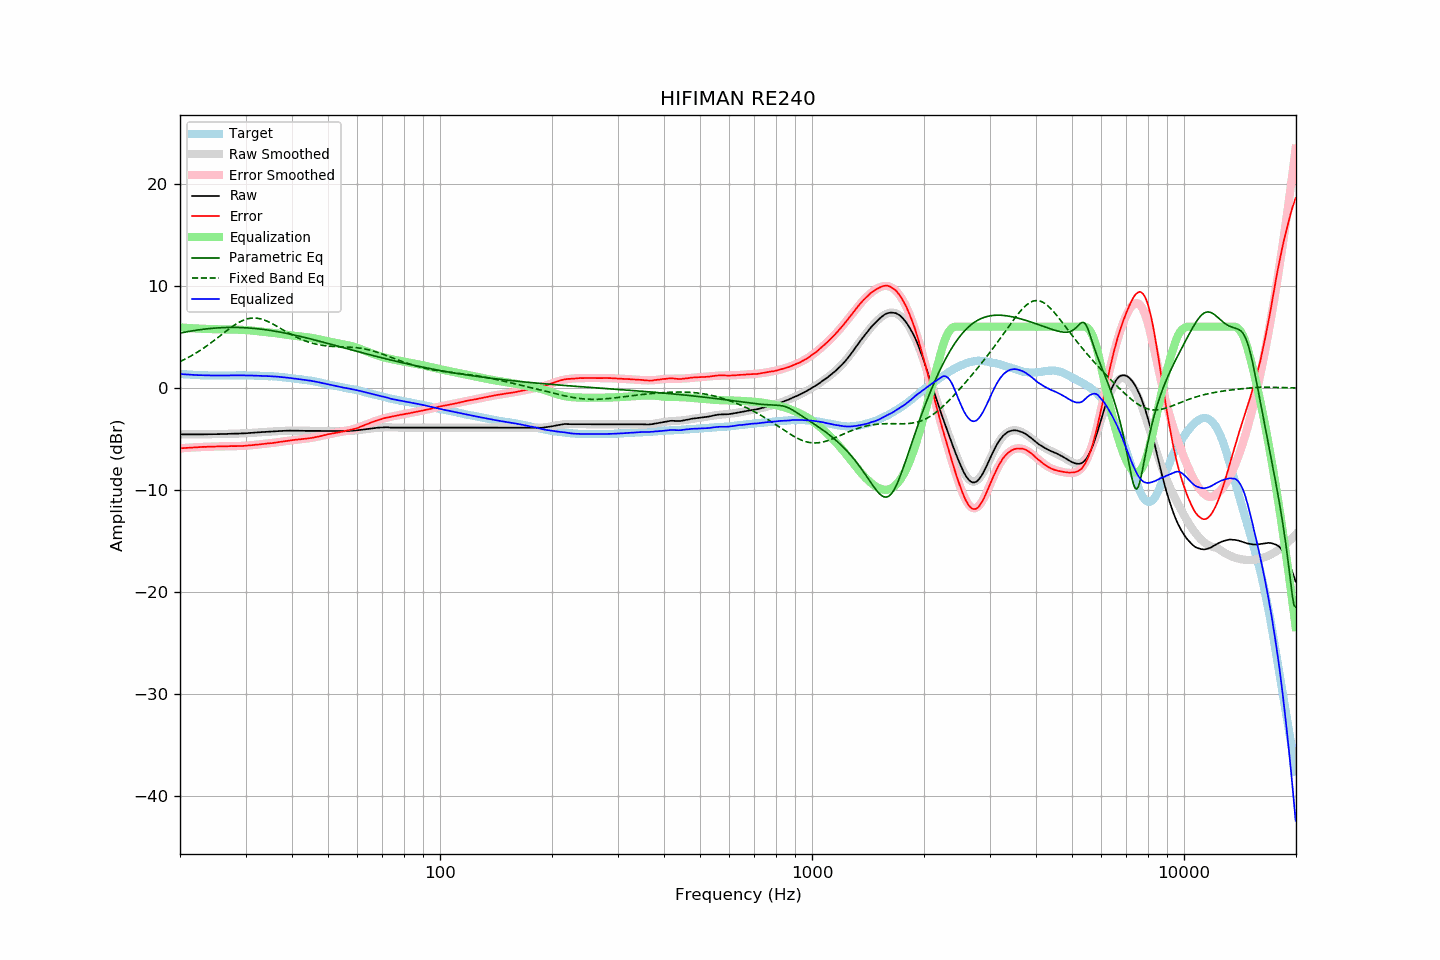 HIFIMAN RE240
Target
Raw Smoothed
Error Smoothed
Raw
Error
Equalization
Parametric Eq
Fixed Band Eq
Equalized
20
10
0
−10
−20
−30
−40
Amplitude (dBr)
100
1000
10000
Frequency (Hz)